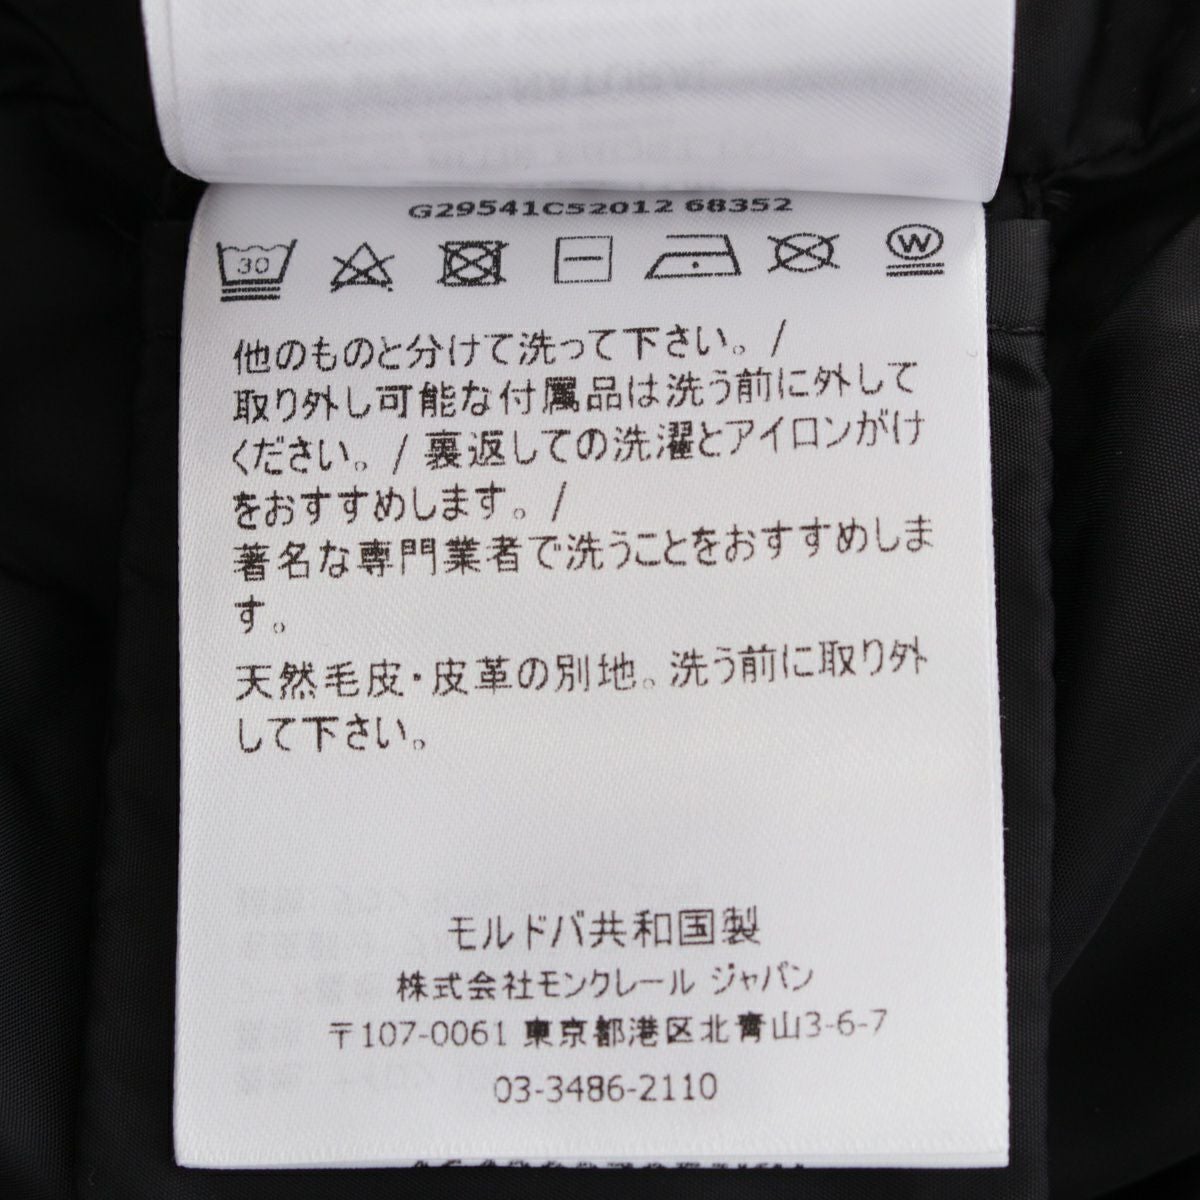 G29541C52012 68352
30
W
他のものと分けて洗って下さい。/
取り外し可能な付属品は洗う前に外して
ください。/ 裏返しての洗濯とアイロンがけ
をおすすめします。/
著名な専門業者で洗うことをおすすめしま
す。
天然毛皮・皮革の別地。洗う前に取り外
して下さい。
モルドバ共和国製
株式会社モンクレール ジャパン
〒107-0061 東京都港区北青山3-6-7
03-3486-2110